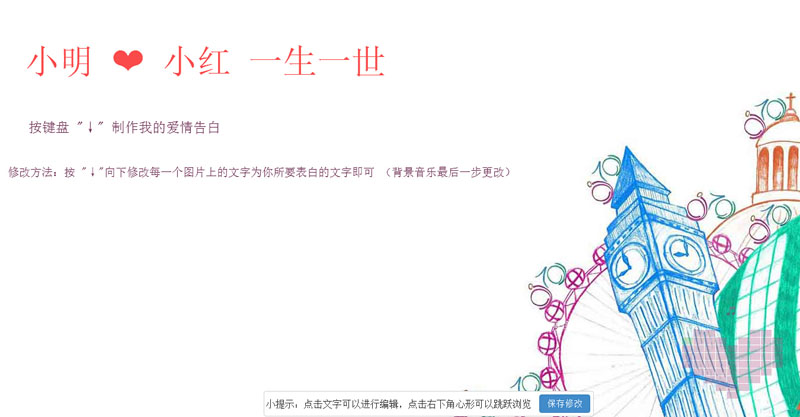 小明 ❤ 小红 一生一世
按键盘 "↓" 制作我的爱情告白
修改方法：按 "↓"向下修改每一个图片上的文字为你所要表白的文字即可 （背景音乐最后一步更改）
小提示：点击文字可以进行编辑，点击右下角心形可以跳跃浏览 保存修改